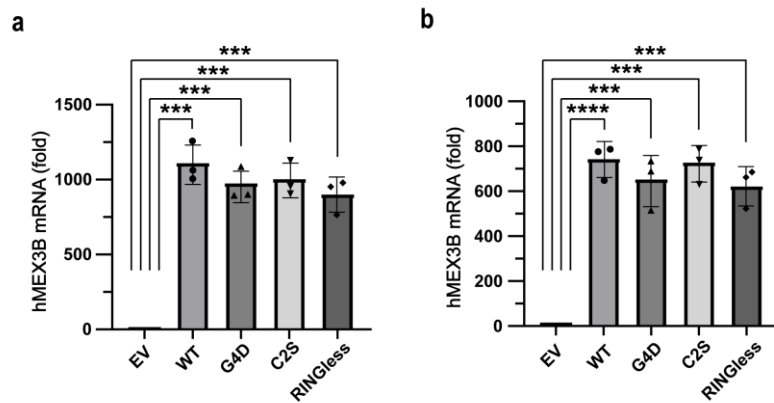 a
***
***
***
***
hMEX3B mRNA (fold)
1500
1000
500
0
EV
WT
G4D
C2S
RINGless
b
***
***
***
****
hMEX3B mRNA (fold)
1000
800
600
400
200
0
EV
WT
G4D
C2S
RINGless